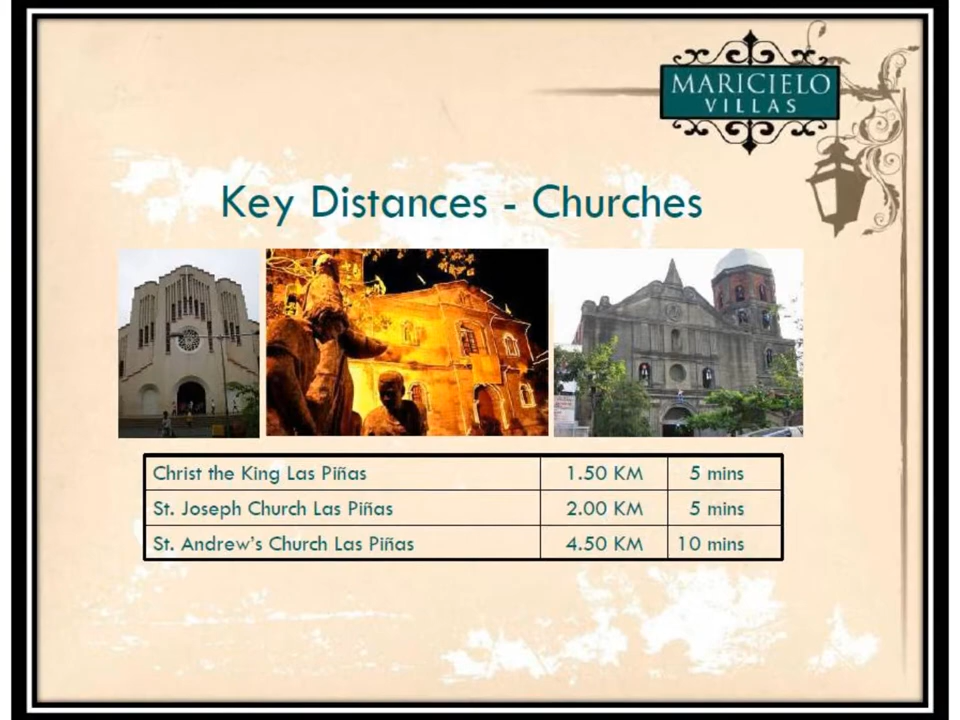 MARICIELO
VILLAS
Key Distances - Churches
Christ the King Las Piñas 1.50 KM 5 mins
St. Joseph Church Las Piñas 2.00 KM 5 mins
St. Andrew's Church Las Piñas 4.50 KM 10 mins